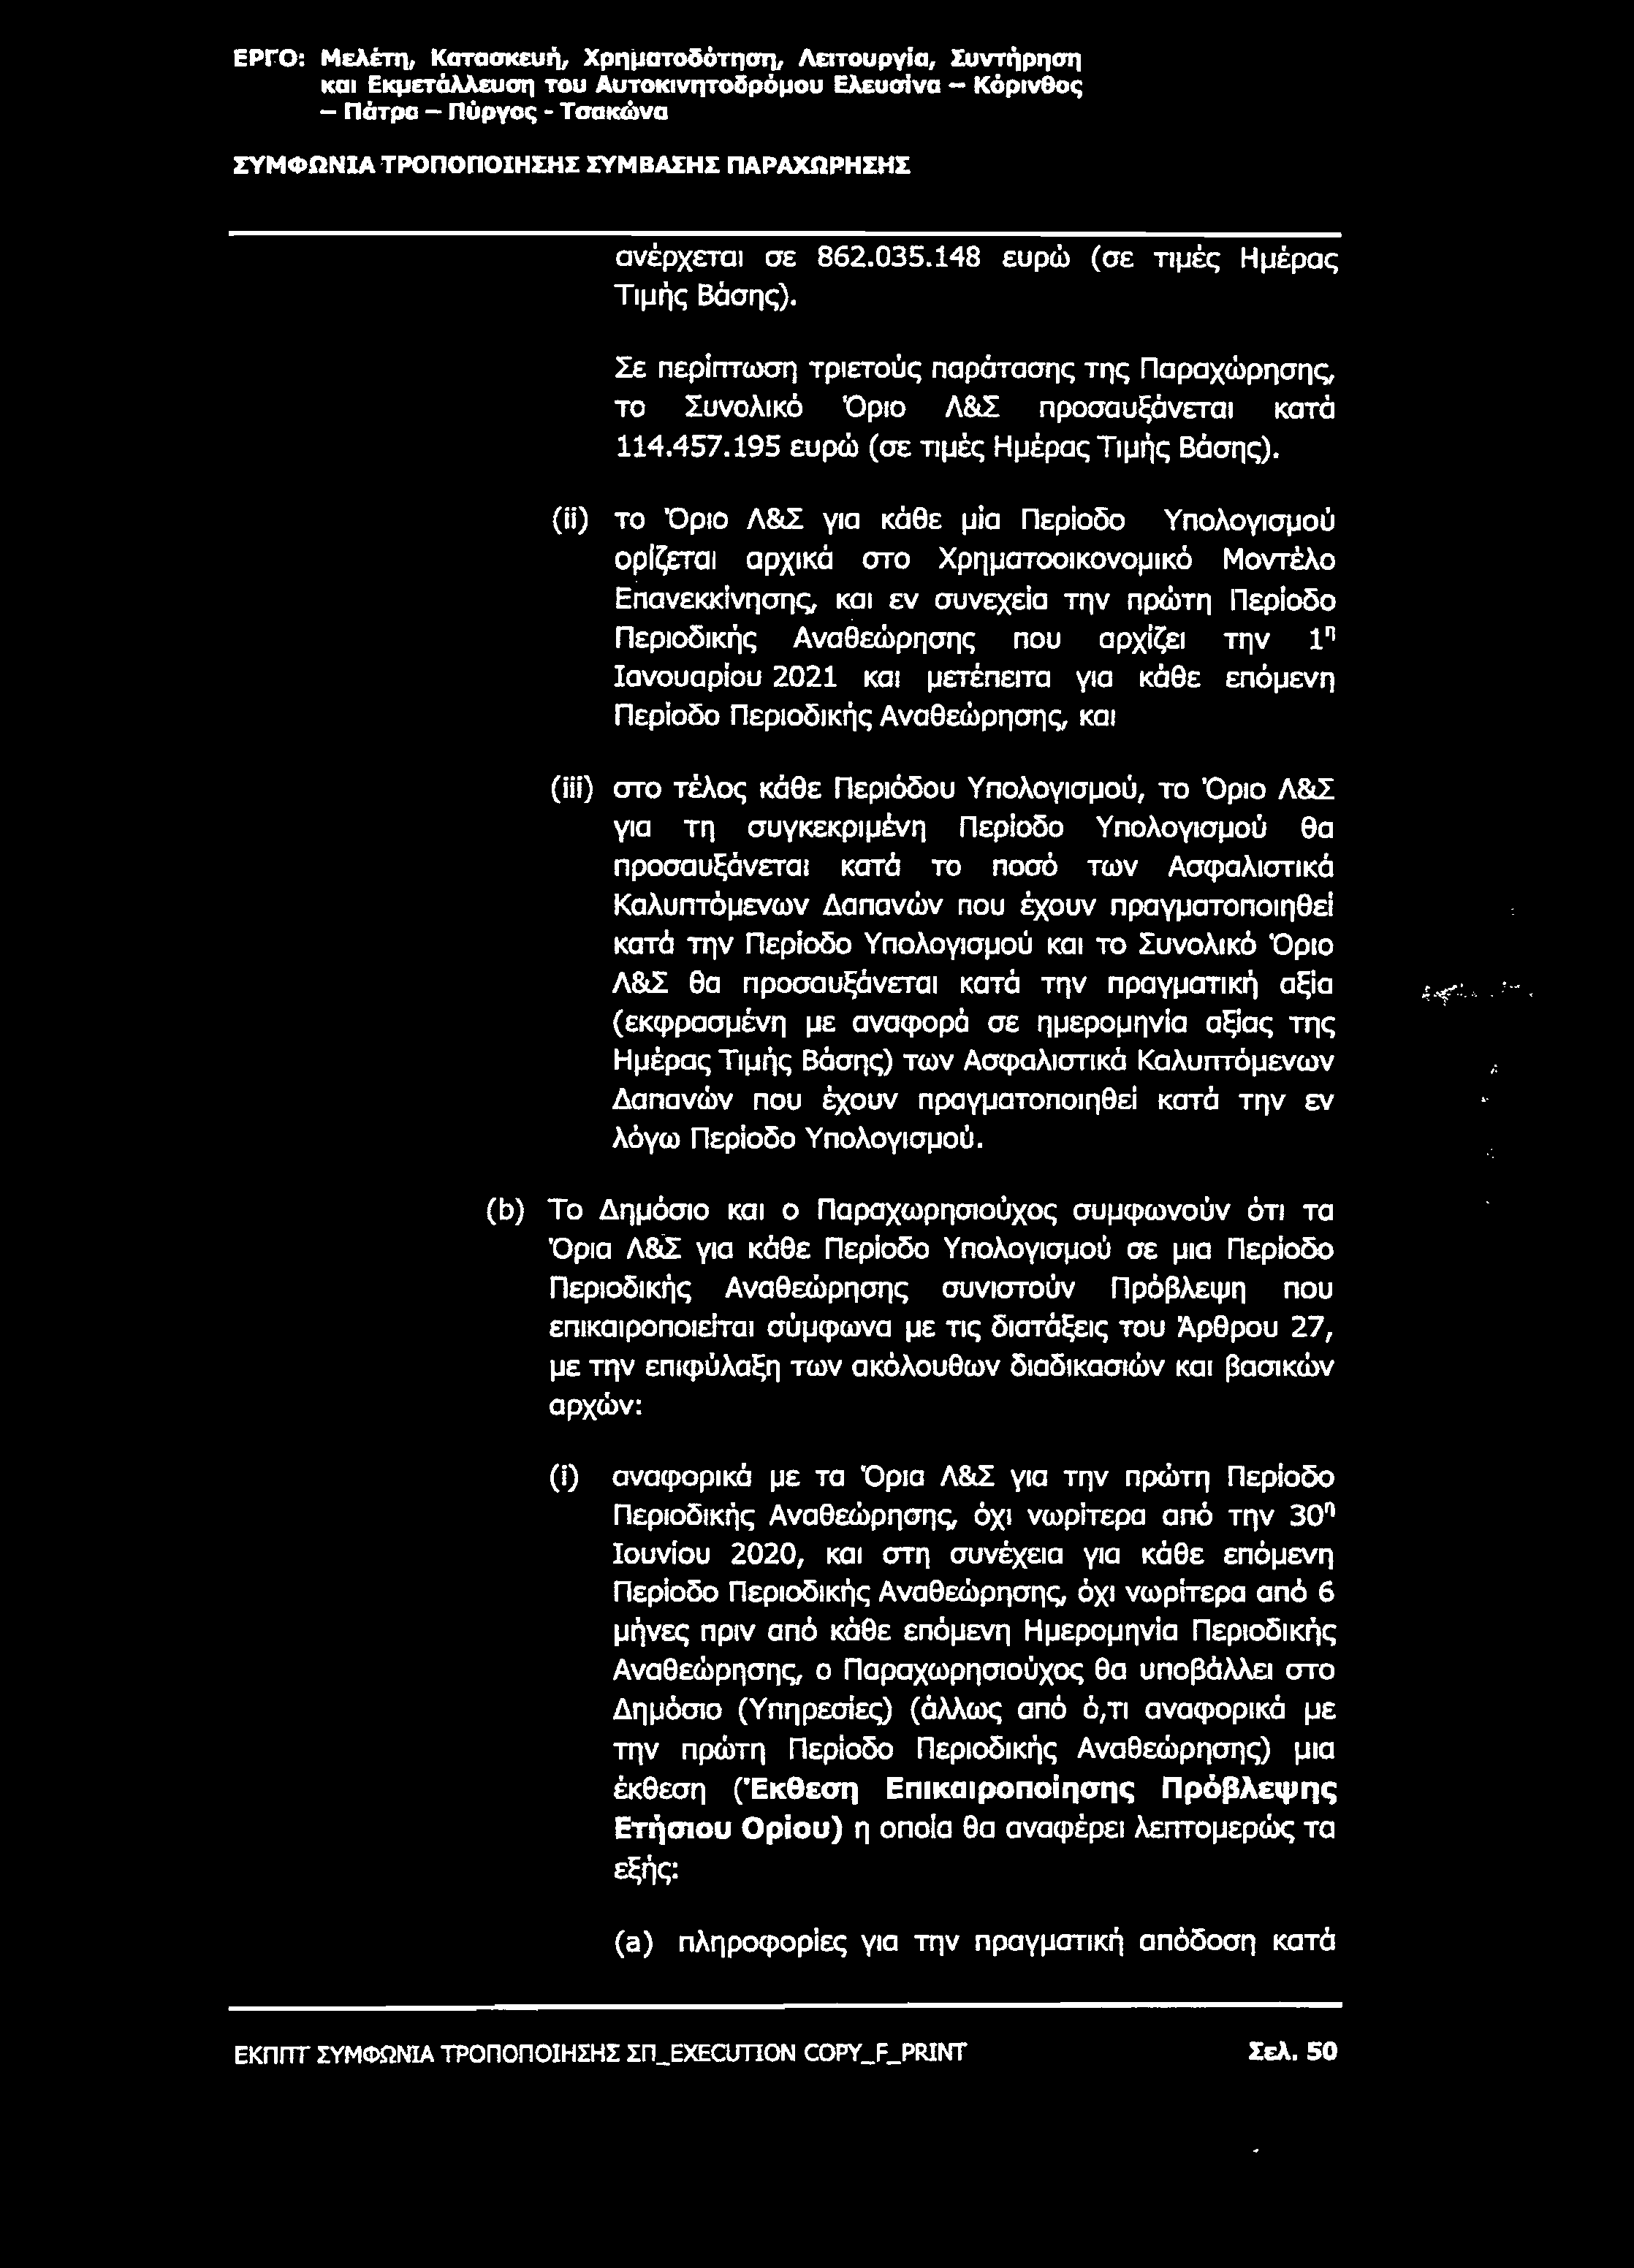 ΕΡΓΟ: Μελέτη, Κατασκευή, Χρηματοδότηση, Λειτουργία, Συντήρηση
και Εκμετάλλευση του Αυτοκινητοδρόμου Ελευσίνα – Κόρινθος
– Πάτρα – Πύργος - Τσακώνα
ΣΥΜΦΩΝΙΑ ΤΡΟΠΟΠΟΙΗΣΗΣ ΣΥΜΒΑΣΗΣ ΠΑΡΑΧΩΡΗΣΗΣ
ανέρχεται σε 862.035.148 ευρώ (σε τιμές Ημέρας
Τιμής Βάσης).
Σε περίπτωση τριετούς παράτασης της Παραχώρησης,
το Συνολικό Όριο Λ&Σ προσαυξάνεται κατά
114.457.195 ευρώ (σε τιμές Ημέρας Τιμής Βάσης).
(ii) το Όριο Λ&Σ για κάθε μία Περίοδο Υπολογισμού
ορίζεται αρχικά στο Χρηματοοικονομικό Μοντέλο
Επανεκκίνησης, και εν συνεχεία την πρώτη Περίοδο
Περιοδικής Αναθεώρησης που αρχίζει την 1η
Ιανουαρίου 2021 και μετέπειτα για κάθε επόμενη
Περίοδο Περιοδικής Αναθεώρησης, και
(iii) στο τέλος κάθε Περιόδου Υπολογισμού, το Όριο Λ&Σ
για τη συγκεκριμένη Περίοδο Υπολογισμού θα
προσαυξάνεται κατά το ποσό των Ασφαλιστικά
Καλυπτόμενων Δαπανών που έχουν πραγματοποιηθεί
κατά την Περίοδο Υπολογισμού και το Συνολικό Όριο
Λ&Σ θα προσαυξάνεται κατά την πραγματική αξία
(εκφρασμένη με αναφορά σε ημερομηνία αξίας της
Ημέρας Τιμής Βάσης) των Ασφαλιστικά Καλυπτόμενων
Δαπανών που έχουν πραγματοποιηθεί κατά την εν
λόγω Περίοδο Υπολογισμού.
(b) Το Δημόσιο και ο Παραχωρησιούχος συμφωνούν ότι τα
Όρια Λ&Σ για κάθε Περίοδο Υπολογισμού σε μια Περίοδο
Περιοδικής Αναθεώρησης συνιστούν Πρόβλεψη που
επικαιροποιείται σύμφωνα με τις διατάξεις του Άρθρου 27,
με την επιφύλαξη των ακόλουθων διαδικασιών και βασικών
αρχών:
(i) αναφορικά με τα Όρια Λ&Σ για την πρώτη Περίοδο
Περιοδικής Αναθεώρησης, όχι νωρίτερα από την 30η
Ιουνίου 2020, και στη συνέχεια για κάθε επόμενη
Περίοδο Περιοδικής Αναθεώρησης, όχι νωρίτερα από 6
μήνες πριν από κάθε επόμενη Ημερομηνία Περιοδικής
Αναθεώρησης, ο Παραχωρησιούχος θα υποβάλλει στο
Δημόσιο (Υπηρεσίες) (άλλως από ό,τι αναφορικά με
την πρώτη Περίοδο Περιοδικής Αναθεώρησης) μια
έκθεση (Έκθεση Επικαιροποίησης Πρόβλεψης
Ετήσιου Ορίου) η οποία θα αναφέρει λεπτομερώς τα
εξής:
(a) πληροφορίες για την πραγματική απόδοση κατά
ΕΚΠΠΤ ΣΥΜΦΩΝΙΑ ΤΡΟΠΟΠΟΙΗΣΗΣ ΣΠ_EXECUTION COPY_F_PRINT Σελ. 50